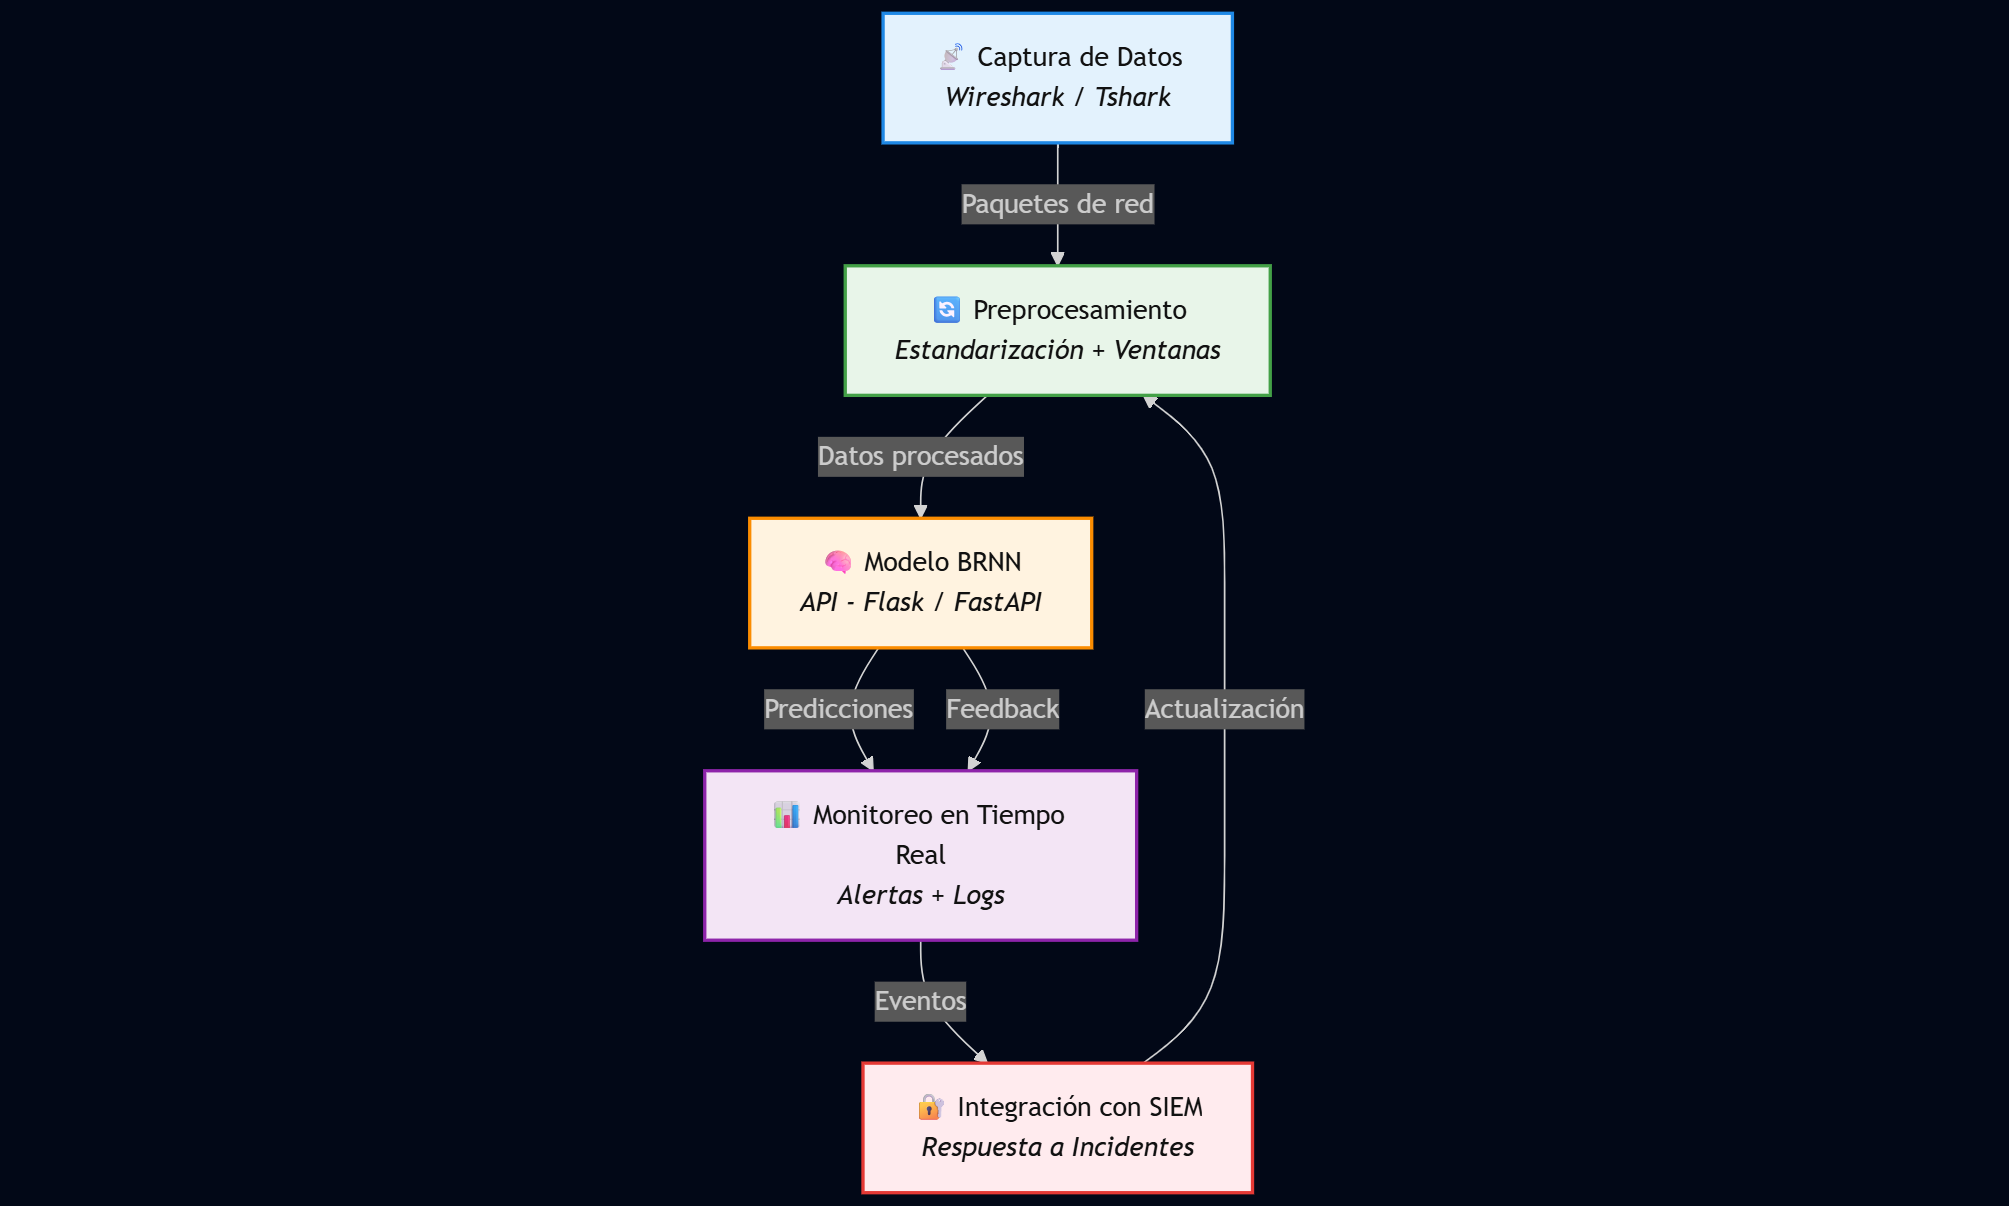 Captura de Datos
Wireshark / Tshark
Paquetes de red
Preprocesamiento
Estandarización + Ventanas
Datos procesados
Modelo BRNN
API - Flask / FastAPI
Predicciones
Feedback
Actualización
Monitoreo en Tiempo
Real
Alertas + Logs
Eventos
Integración con SIEM
Respuesta a Incidentes